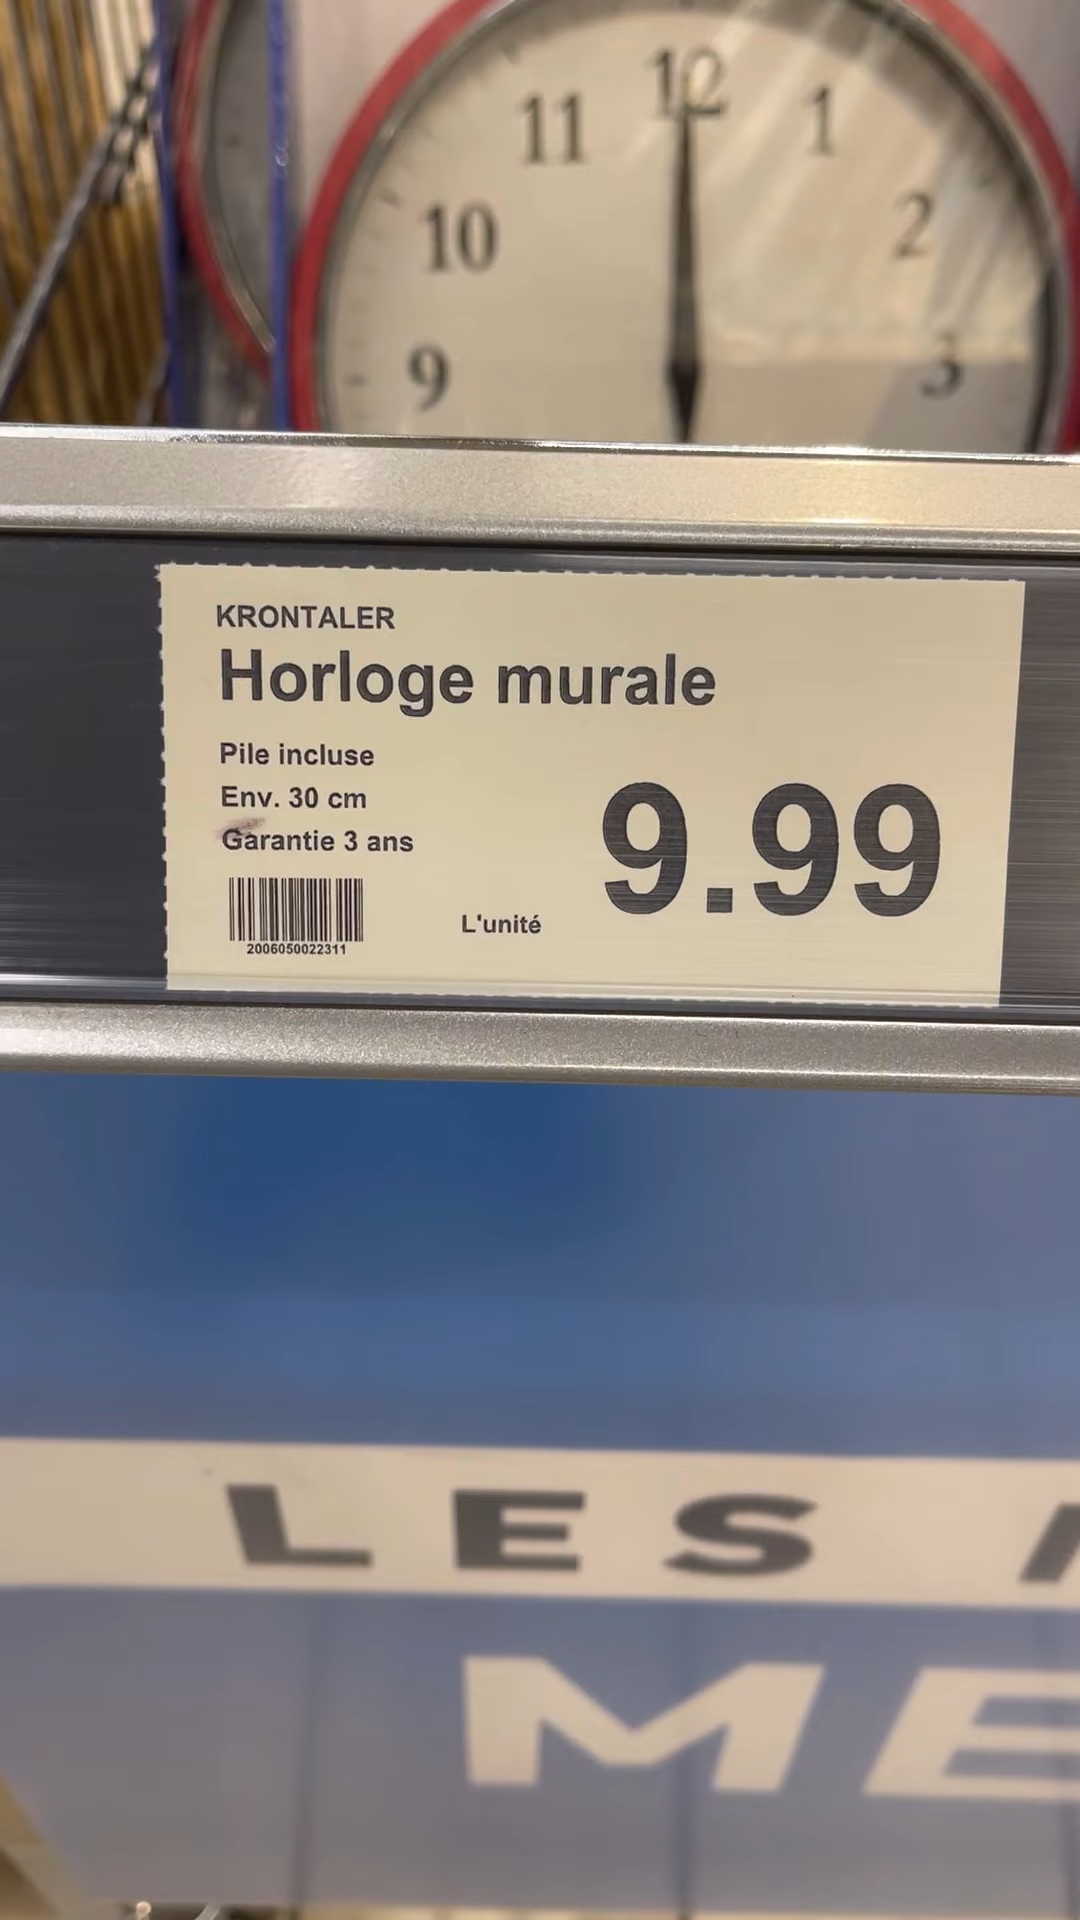 12
11
1
10
2
9
3
KRONTALER
Horloge murale
Pile incluse
Env. 30 cm
Garantie 3 ans
9.99
L'unité
2006050022311
LES
ME